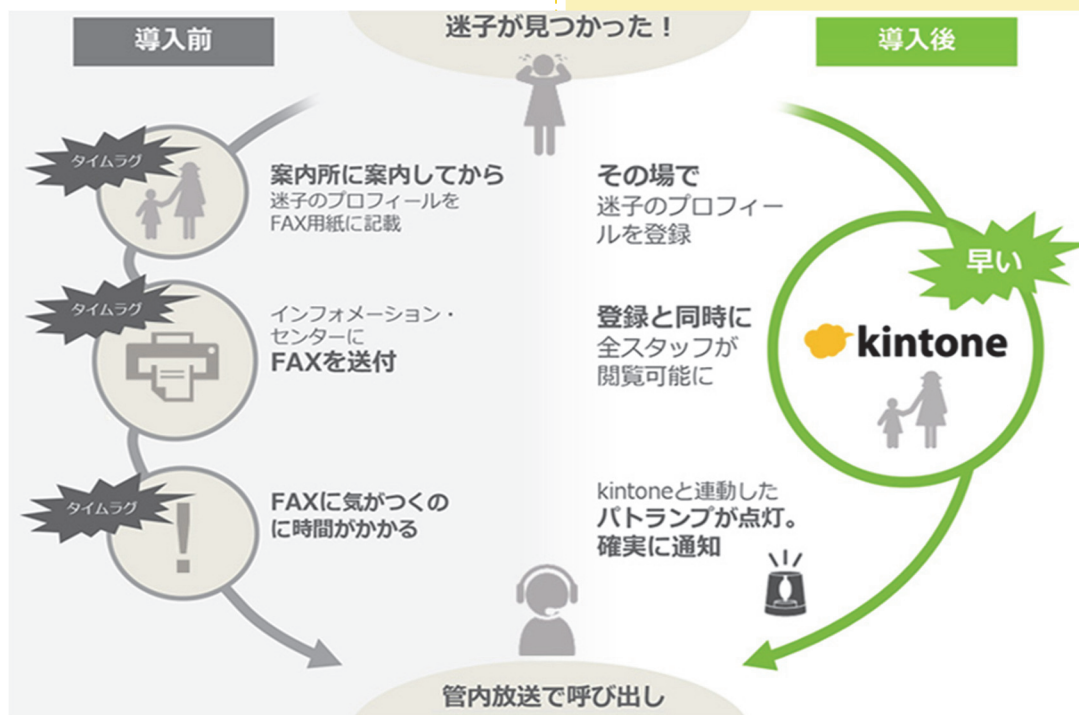 導入前
迷子が見つかった！
導入後
タイムラグ
案内所に案内してから
迷子のプロフィールを
FAX用紙に記載
タイムラグ
インフォメーション・
センターに
FAXを送付
タイムラグ
FAXに気がつくの
に時間がかかる
その場で
迷子のプロフィー
ルを登録
早い
登録と同時に
全スタッフが
閲覧可能に
kintone
kintoneと連動した
パトランプが点灯。
確実に通知
管内放送で呼び出し